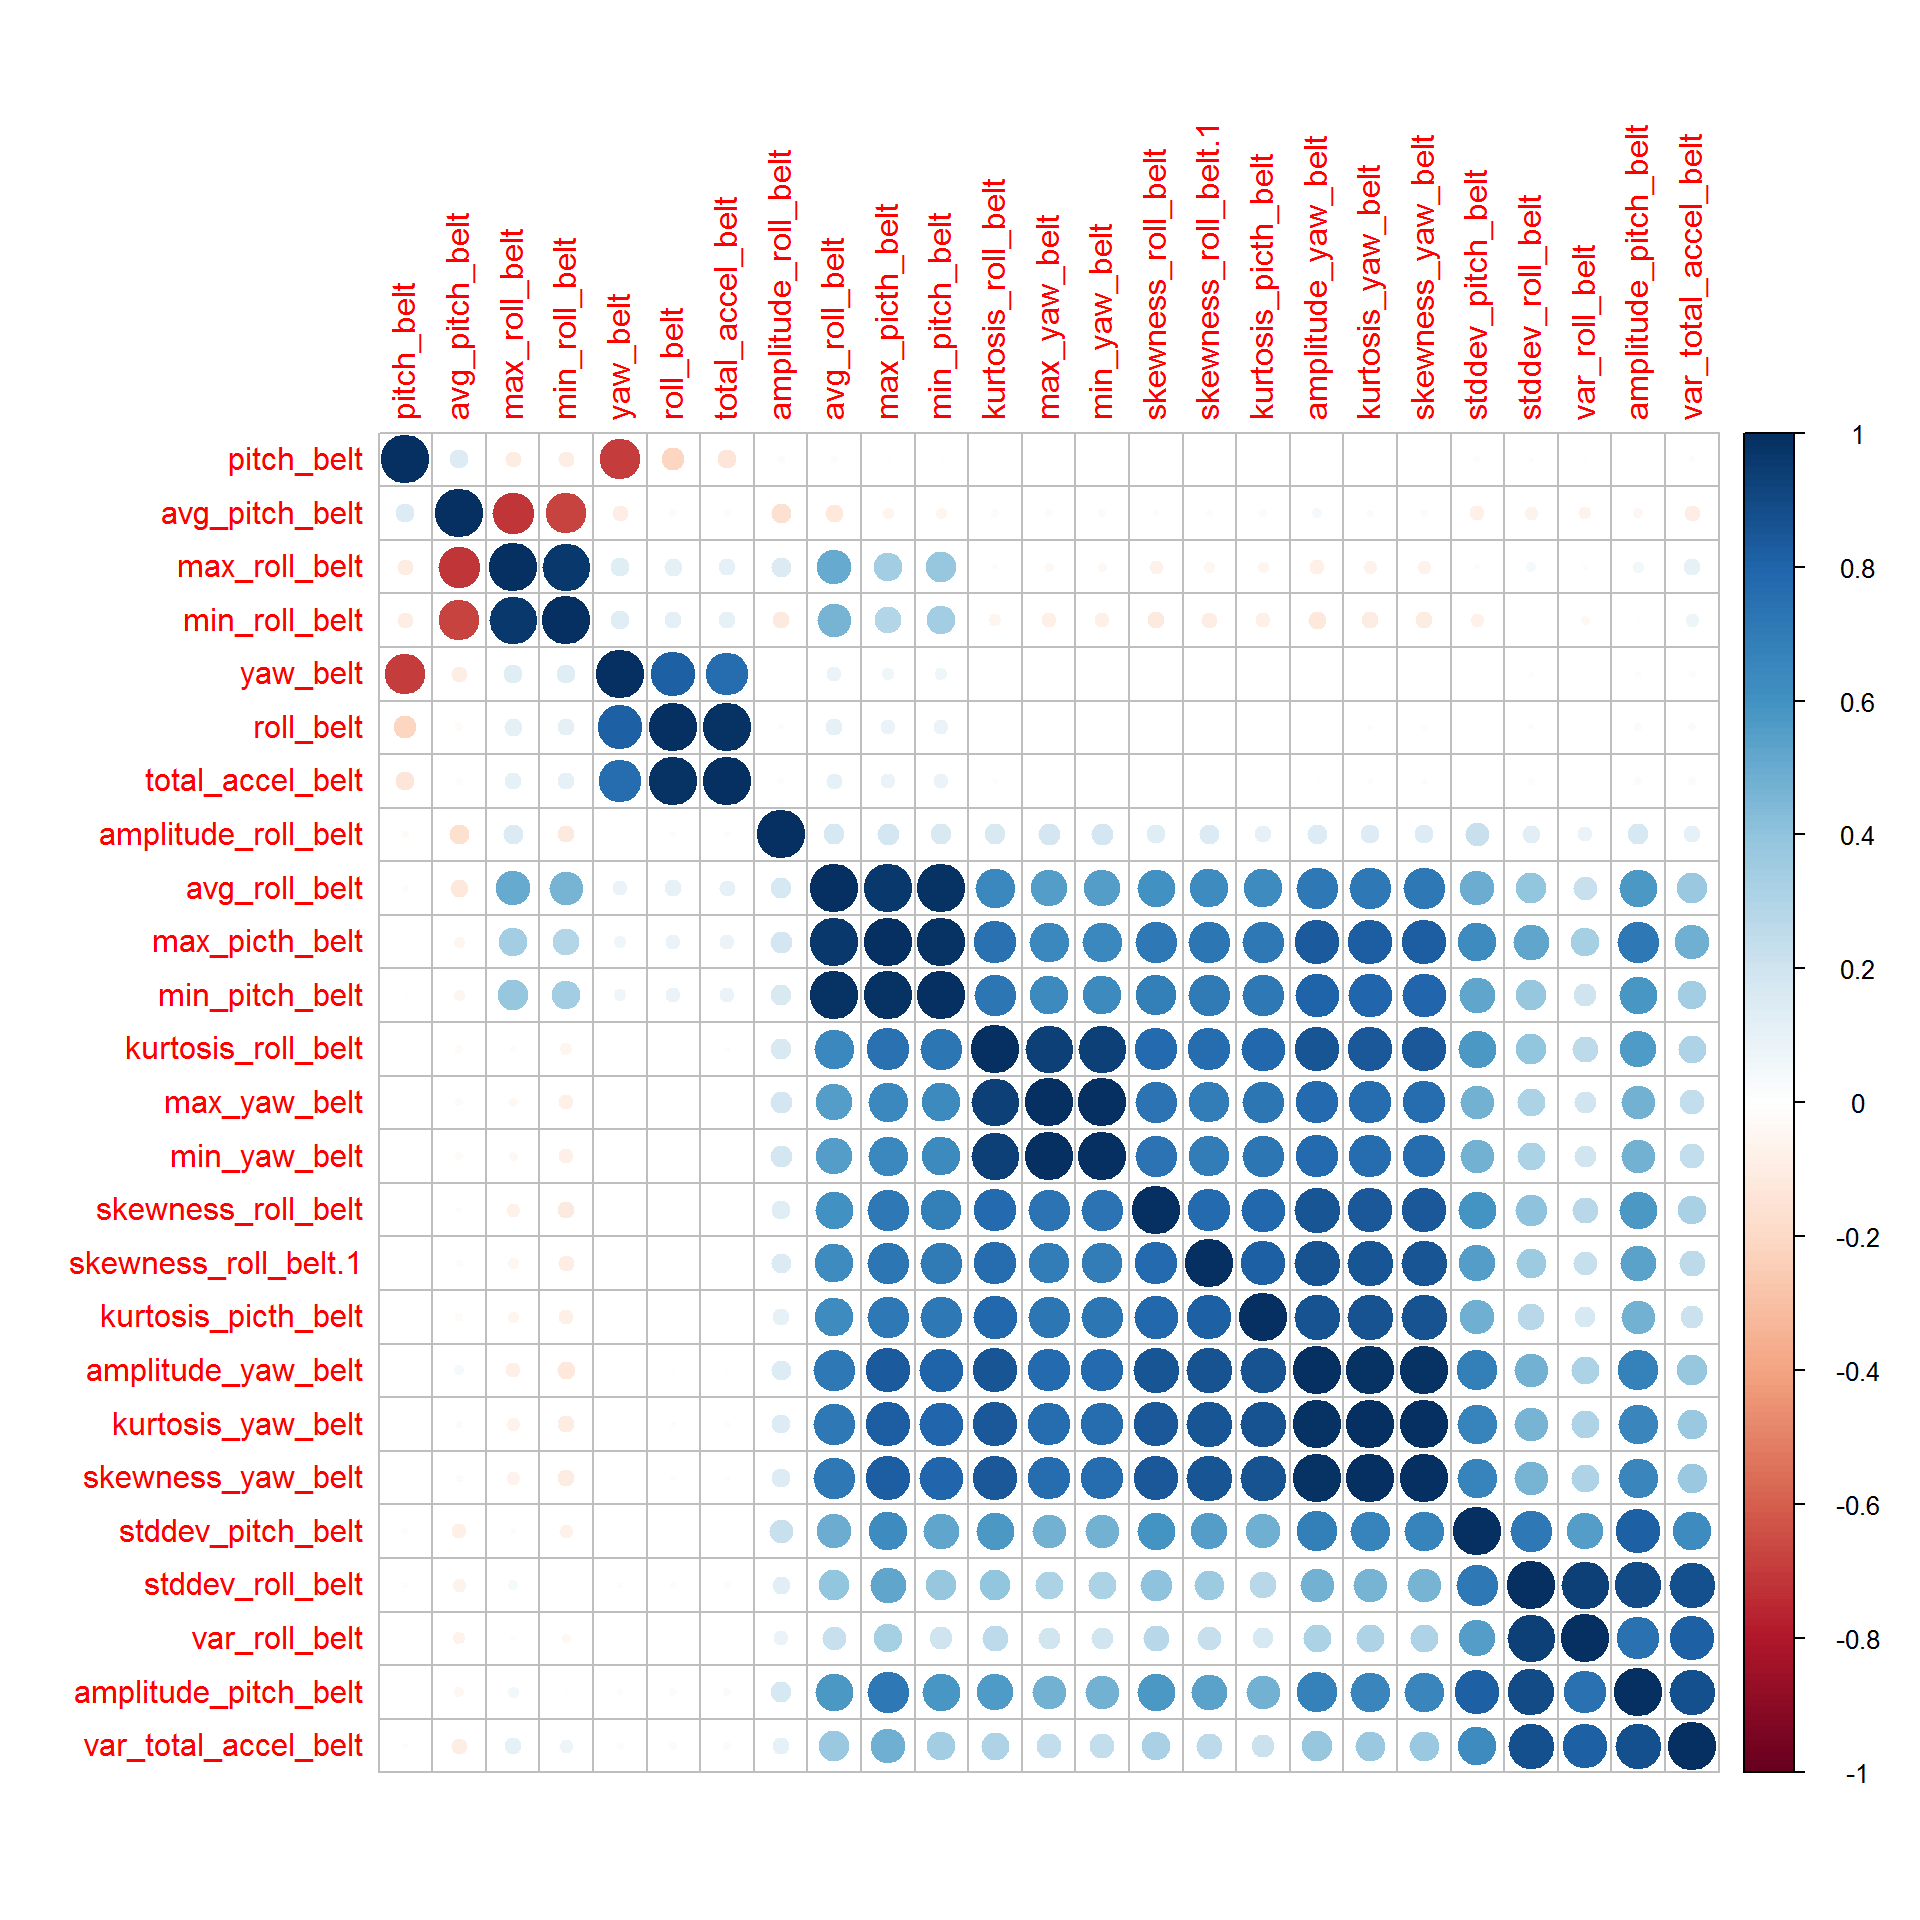 pitch_belt
avg_pitch_belt
max_roll_belt
min_roll_belt
yaw_belt
roll_belt
total_accel_belt
amplitude_roll_belt
avg_roll_belt
max_picth_belt
min_pitch_belt
kurtosis_roll_belt
max_yaw_belt
min_yaw_belt
skewness_roll_belt
skewness_roll_belt.1
kurtosis_picth_belt
amplitude_yaw_belt
kurtosis_yaw_belt
skewness_yaw_belt
stddev_pitch_belt
stddev_roll_belt
var_roll_belt
amplitude_pitch_belt
var_total_accel_belt
pitch_belt
avg_pitch_belt
max_roll_belt
min_roll_belt
yaw_belt
roll_belt
total_accel_belt
amplitude_roll_belt
avg_roll_belt
max_picth_belt
min_pitch_belt
kurtosis_roll_belt
max_yaw_belt
min_yaw_belt
skewness_roll_belt
skewness_roll_belt.1
kurtosis_picth_belt
amplitude_yaw_belt
kurtosis_yaw_belt
skewness_yaw_belt
stddev_pitch_belt
stddev_roll_belt
var_roll_belt
amplitude_pitch_belt
var_total_accel_belt
1
0.8
0.6
0.4
0.2
0
-0.2
-0.4
-0.6
-0.8
-1